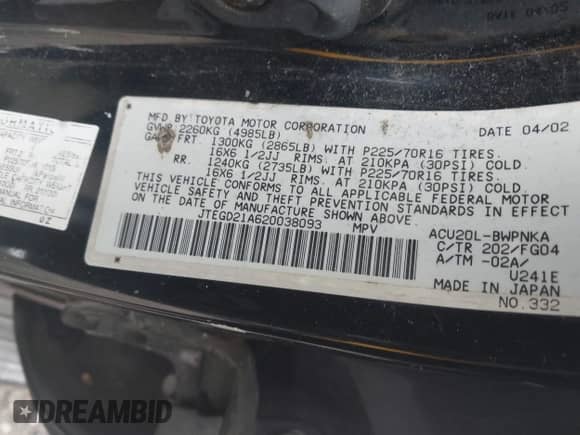 MFD BY TOYOTA MOTOR CORPORATION DATE 04/02
GVWR 2260KG (4985LB)
GAWR FRT. 1300KG (2865LB) WITH P225/70R16 TIRES.
16X6 1/2JJ RIMS. AT 210KPA (30PSI) COLD.
RR. 1240KG (2735LB) WITH P225/70R16 TIRES.
16X6 1/2JJ RIMS. AT 210KPA (30PSI) COLD.
THIS VEHICLE CONFORMS TO ALL APPLICABLE FEDERAL MOTOR
VEHICLE SAFETY AND THEFT PREVENTION STANDARDS IN EFFECT
ON THE DATE OF MANUFACTURE SHOWN ABOVE.
JTEGD21A620038093 MPV
ACU20L-BWPNKA
C/TR 202/FG04
A/TM -02A/
U241E
MADE IN JAPAN
NO.332
DREAMBID